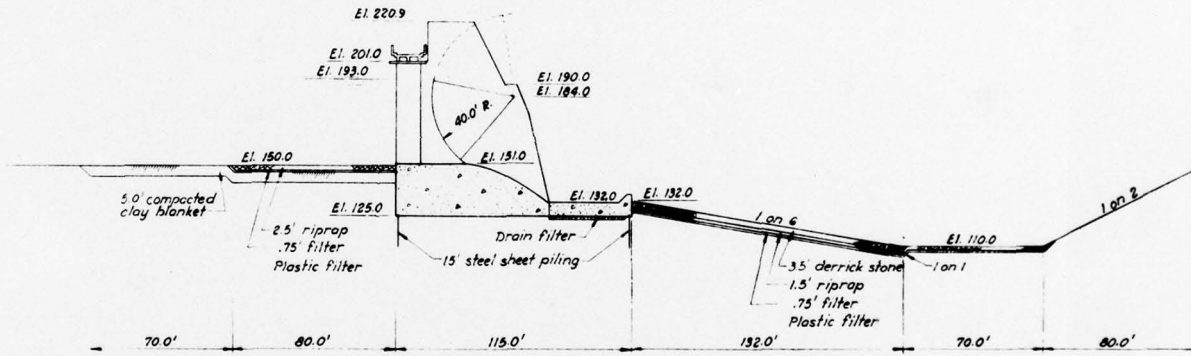 El. 220.9
El. 201.0
El. 193.0
El. 190.0
El. 184.0
40.0' R.
El. 150.0
El. 151.0
5.0' compacted
clay blanket
El. 125.0
El. 132.0
El. 132.0
1 on 6
1 on 2
El. 110.0
2.5' riprap
.75' filter
Plastic filter
Drain filter
15' steel sheet piling
3.5' derrick stone
1.5' riprap
.75' filter
Plastic filter
1 on 1
70.0'
80.0'
115.0'
132.0'
70.0'
80.0'